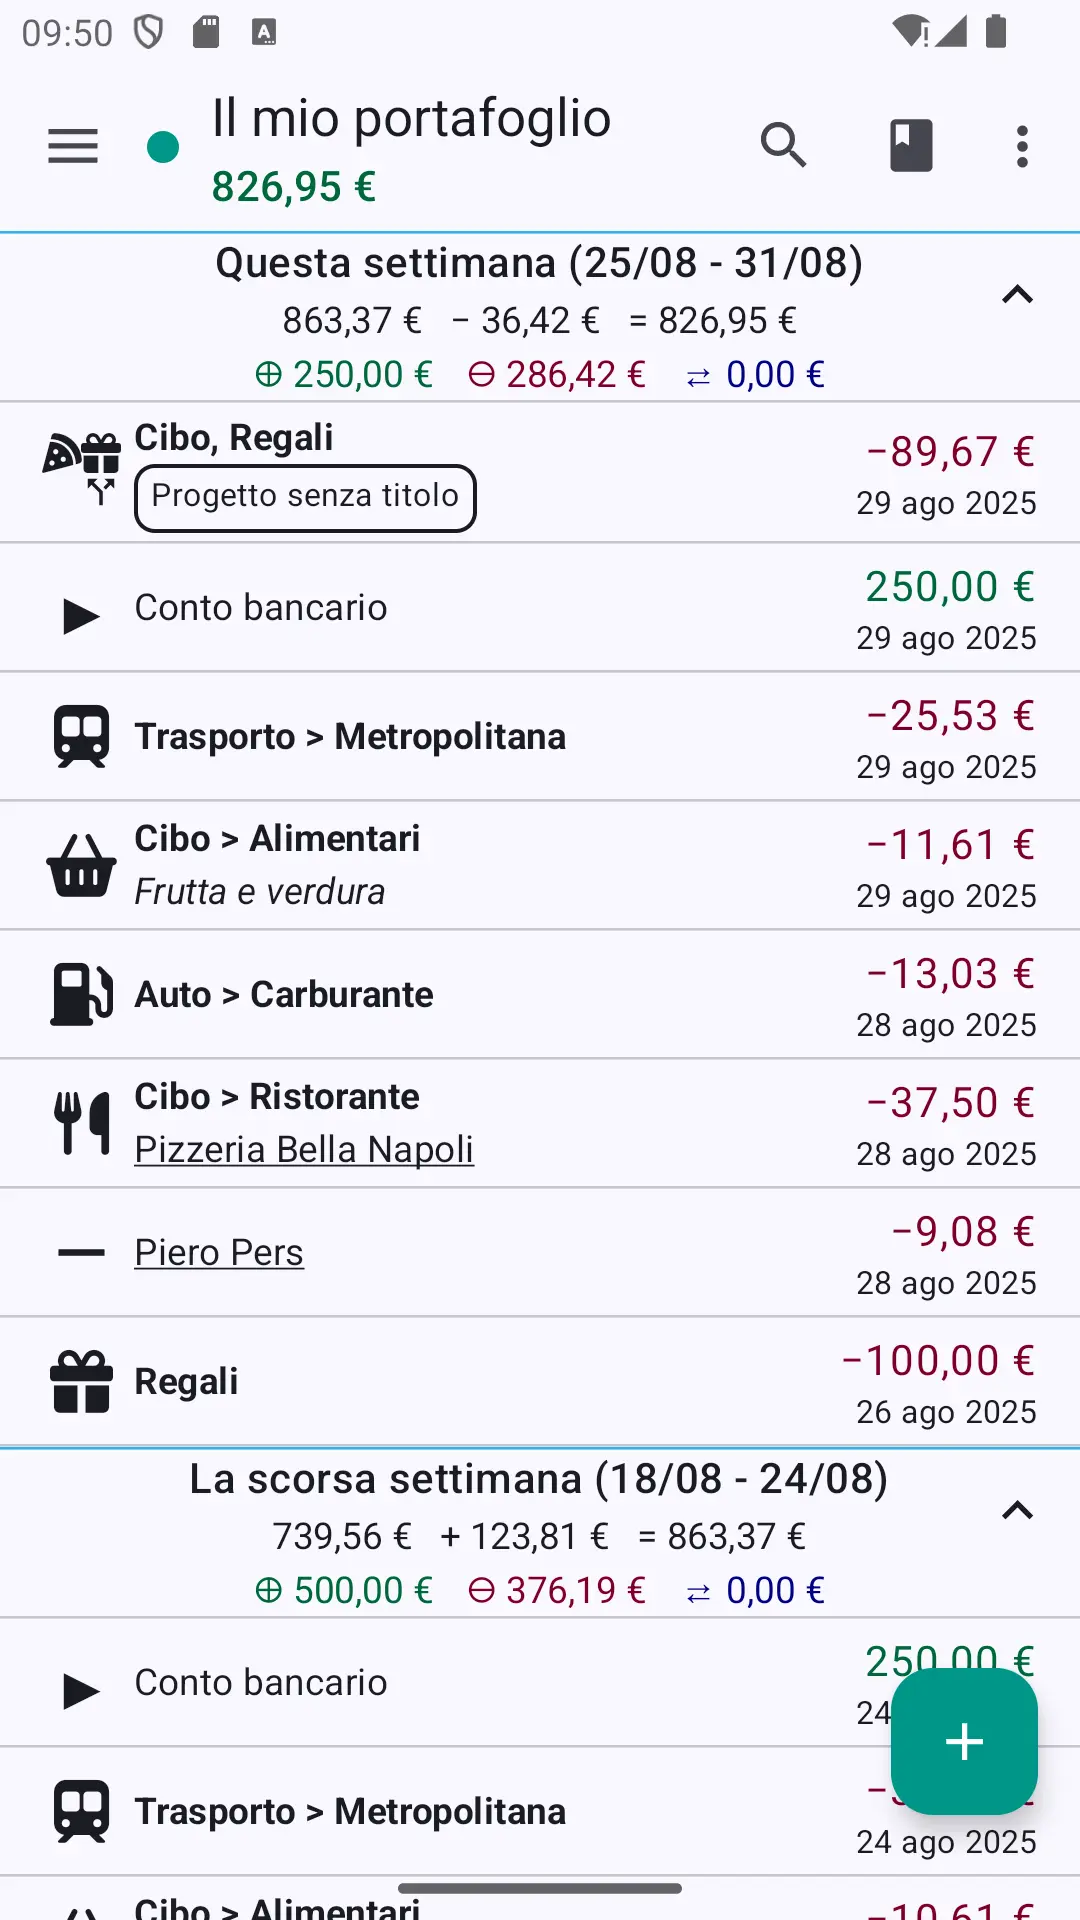 09:50
Il mio portafoglio
826,95 €
Questa settimana (25/08 - 31/08)
863,37 € − 36,42 € = 826,95 €
⊕ 250,00 € ⊖ 286,42 € ⇄ 0,00 €
Cibo, Regali
−89,67 €
Progetto senza titolo
29 ago 2025
250,00 €
Conto bancario
29 ago 2025
−25,53 €
Trasporto > Metropolitana
29 ago 2025
Cibo > Alimentari
−11,61 €
Frutta e verdura
29 ago 2025
−13,03 €
Auto > Carburante
28 ago 2025
Cibo > Ristorante
−37,50 €
Pizzeria Bella Napoli
28 ago 2025
−9,08 €
Piero Pers
28 ago 2025
−100,00 €
Regali
26 ago 2025
La scorsa settimana (18/08 - 24/08)
739,56 € + 123,81 € = 863,37 €
⊕ 500,00 € ⊖ 376,19 € ⇄ 0,00 €
250,00 €
Conto bancario
24
Trasporto > Metropolitana
24 ago 2025
Cibo > Alimentari
−10,61 €